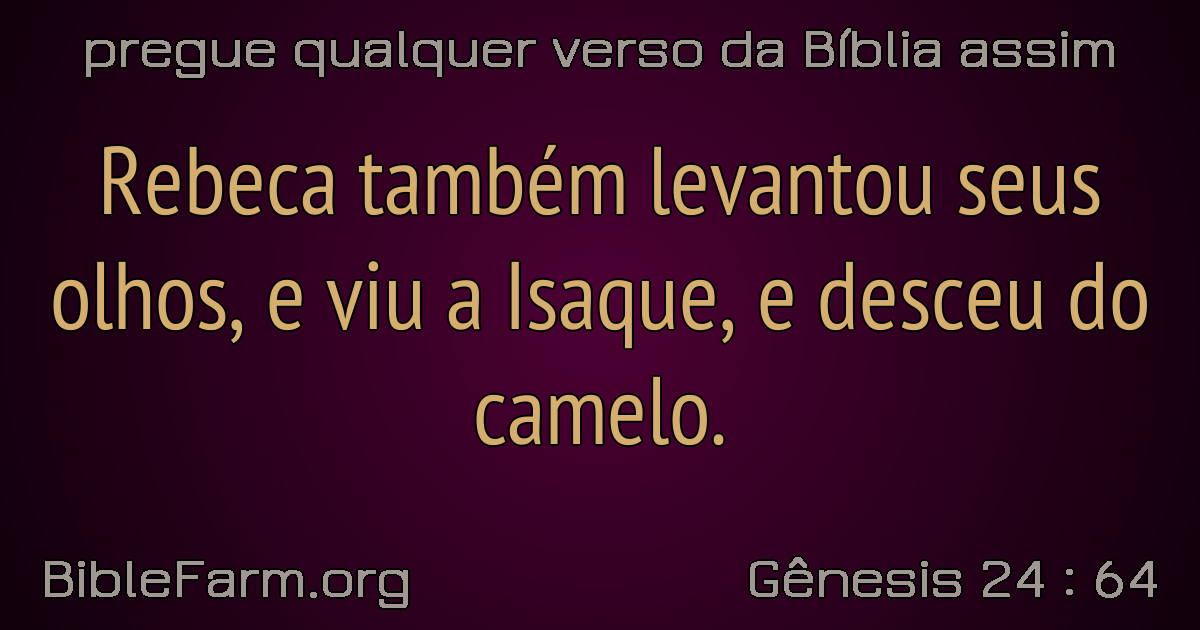 pregue qualquer verso da Bíblia assim
Rebeca também levantou seus
olhos, e viu a Isaque, e desceu do
camelo.
BibleFarm.org
Gênesis 24 : 64